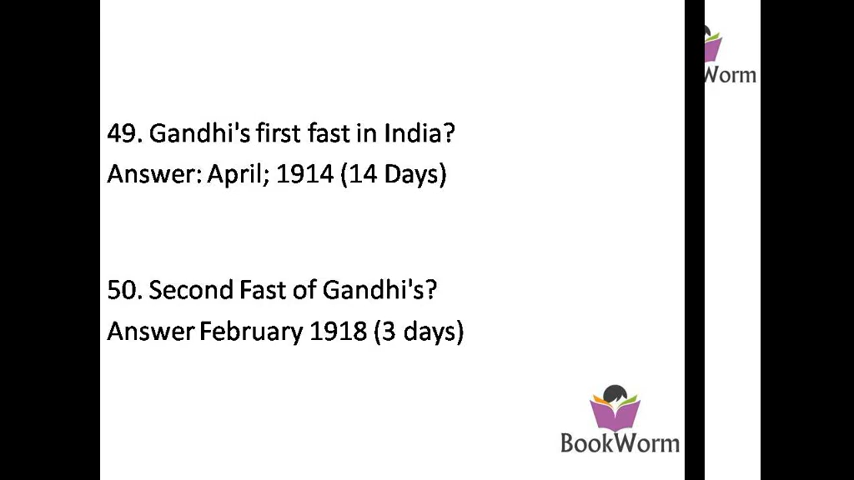 49. Gandhi's first fast in India?
Answer: April; 1914 (14 Days)
50. Second Fast of Gandhi's?
Answer February 1918 (3 days)
BookWorm
Worm